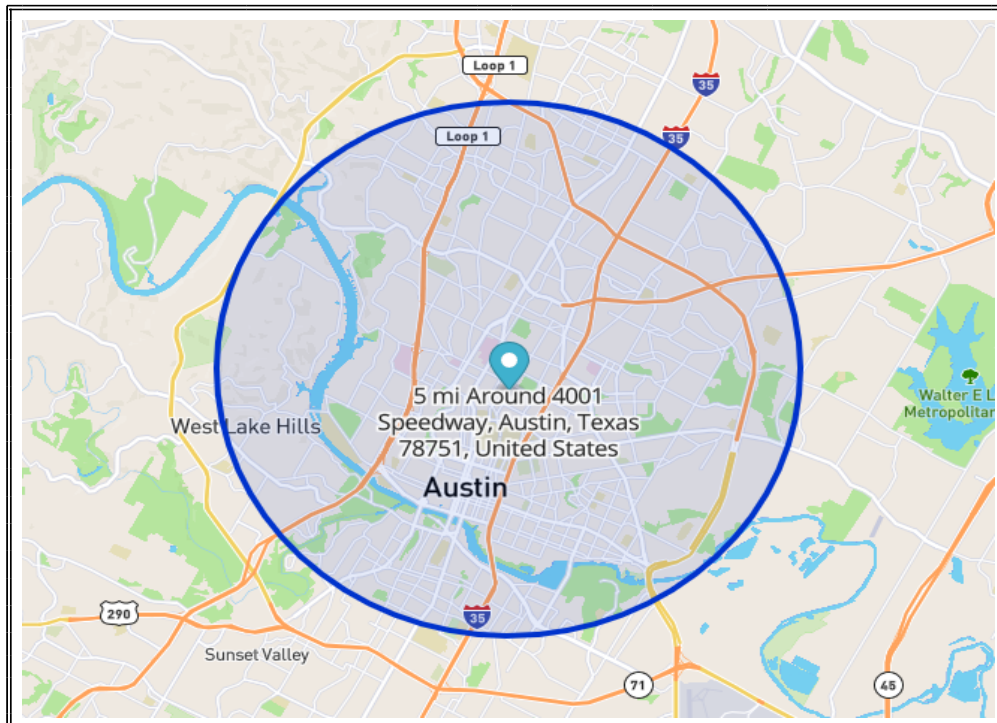 Loop 1
35
Loop 1
35
5 mi Around 4001
Speedway, Austin, Texas
78751, United States
Walter E L
Metropolitan
West Lake Hills
Austin
290
35
Sunset Valley
71
45